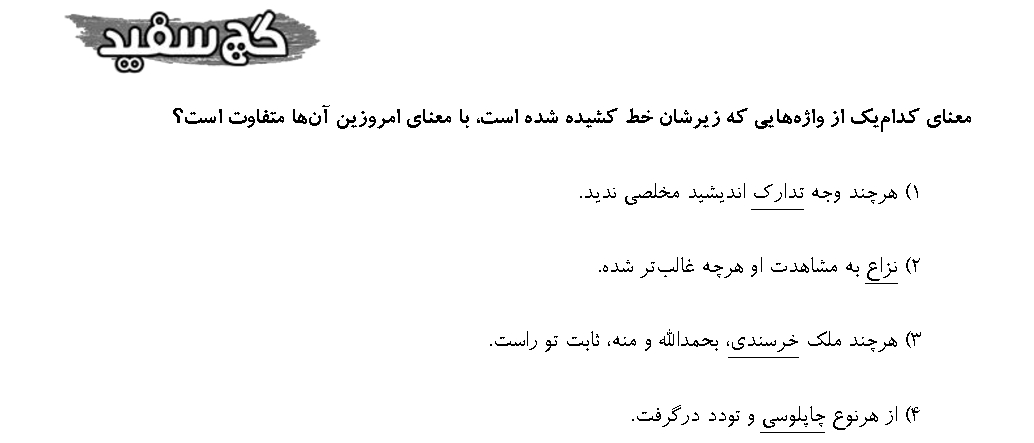 گچ سفید
معنای کدام‌یک از واژه‌هایی که زیرشان خط کشیده شده است، با معنای امروزین آن‌ها متفاوت است؟
۱) هرچند وجه تدارک اندیشید مخلصی ندید.
۲) نزاع به مشاهدت او هرچه غالب‌تر شده.
۳) هرچند ملک خرسندی، بحمدالله و منه، ثابت تو راست.
۴) از هرنوع چاپلوسی و تودد درگرفت.